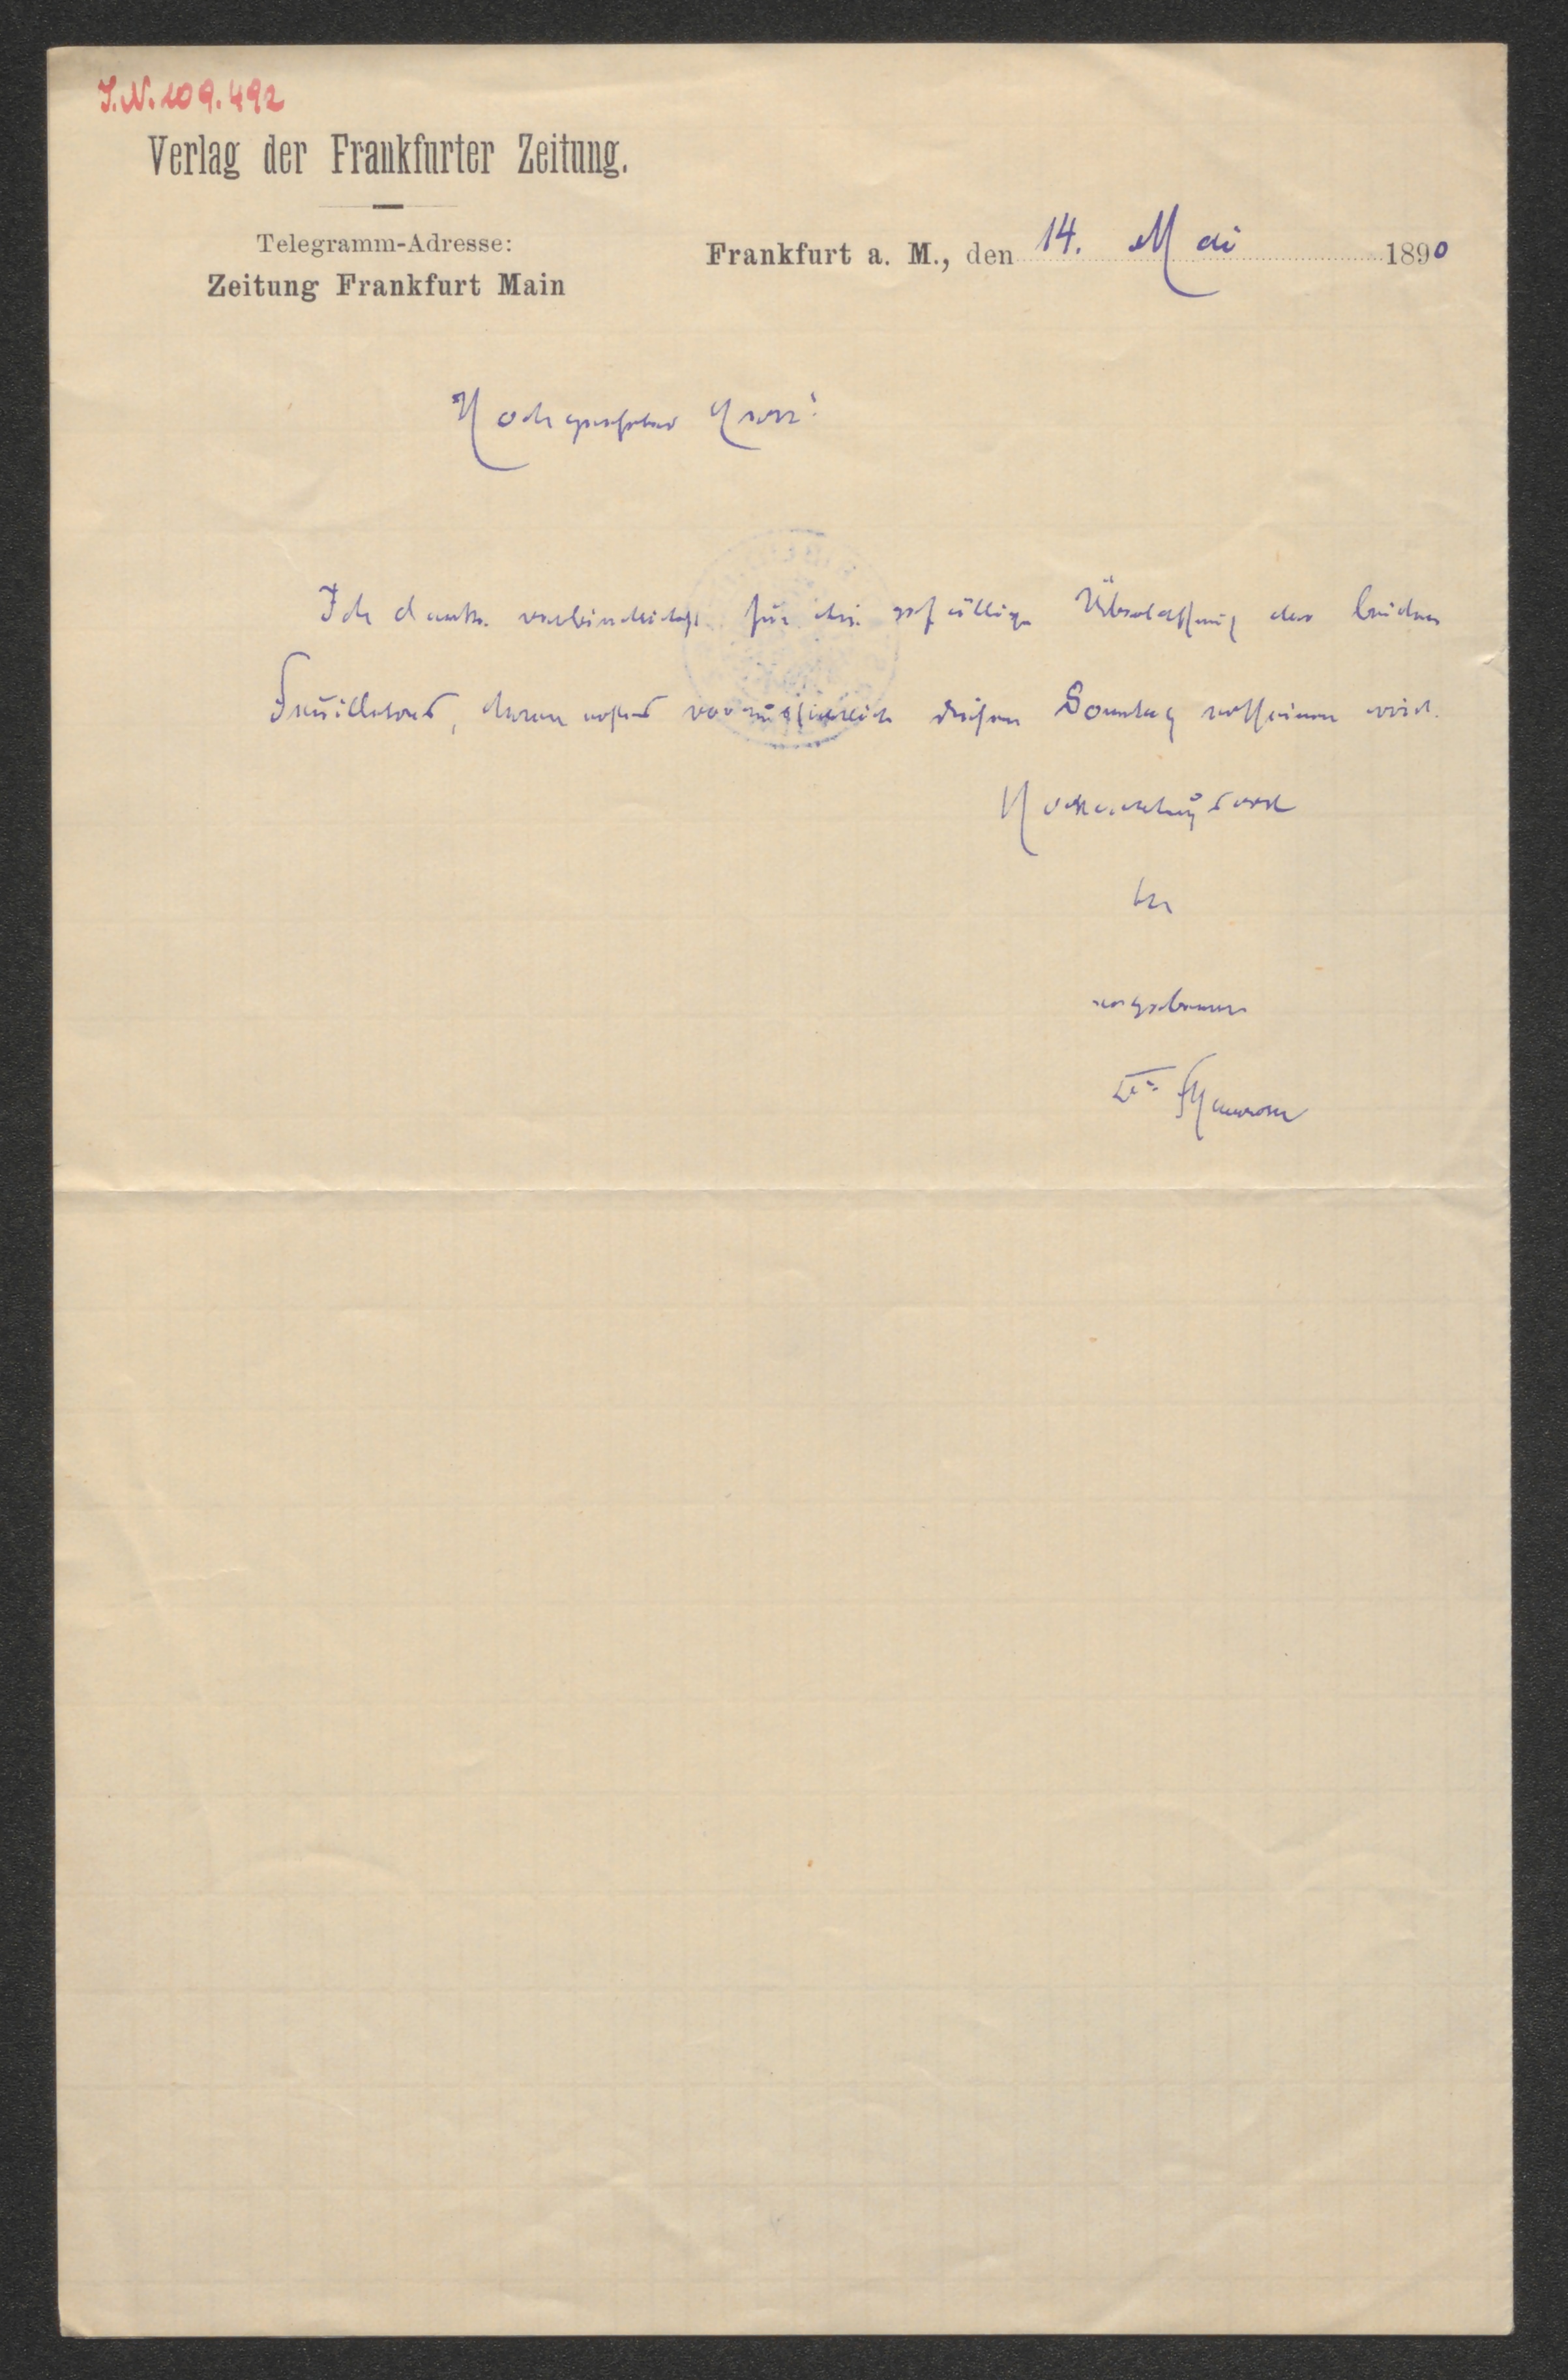 J.N. 109.492
Verlag der Frankfurter Zeitung.
Telegramm-Adresse:
Zeitung Frankfurt Main
Frankfurt a. M., den 14. Mai 1890
Hochgeehrter Herr!
Ich danke verbindlichst für die gefällige Überlassung der beiden
Feuilletons, deren erstes voraussichtlich diesen Sonntag erscheinen wird.
Hochachtungsvoll
Ihr
ergebener